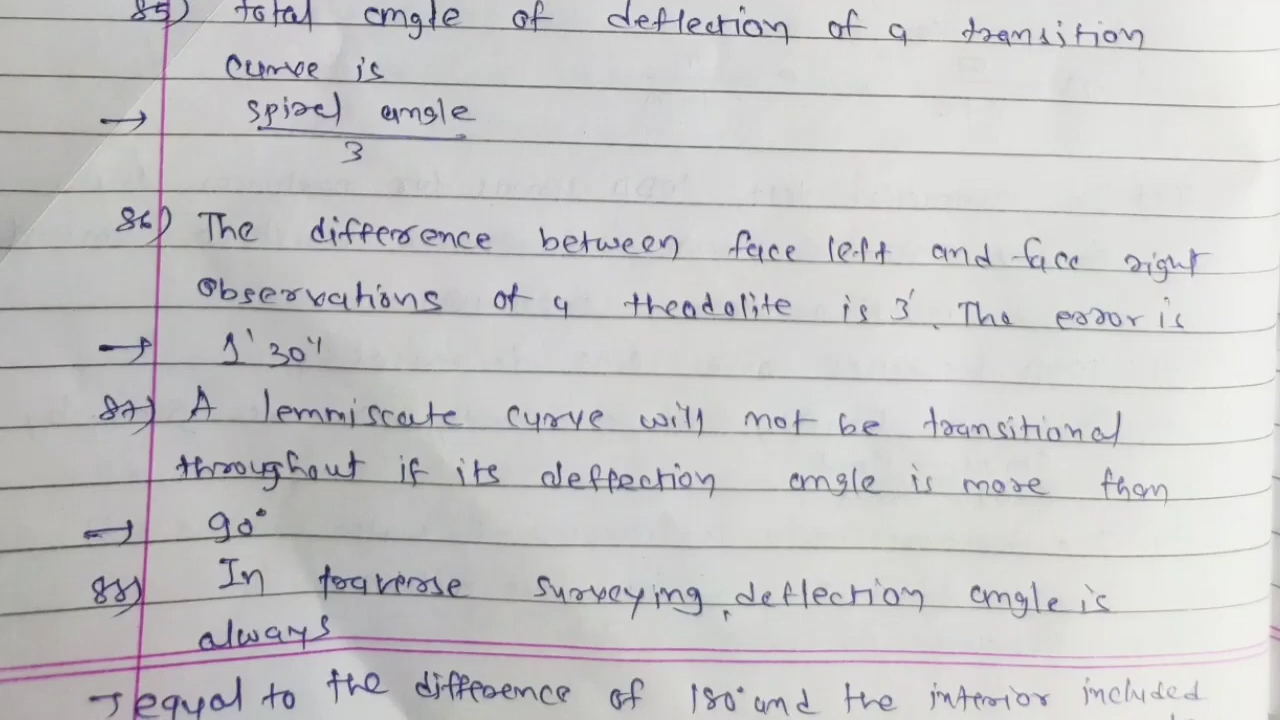 85) total angle of deflection of a transition
curve is
→ spiral angle
3
86) The difference between face left and face right
observations of a theodolite is 3'. The error is
→ 1' 30"
87) A lemniscate curve will not be transitional
throughout if its deffection angle is more than
→ 90°
88) In traverse surveying, deflection angle is
always
→ equal to the difference of 180° and the interior included